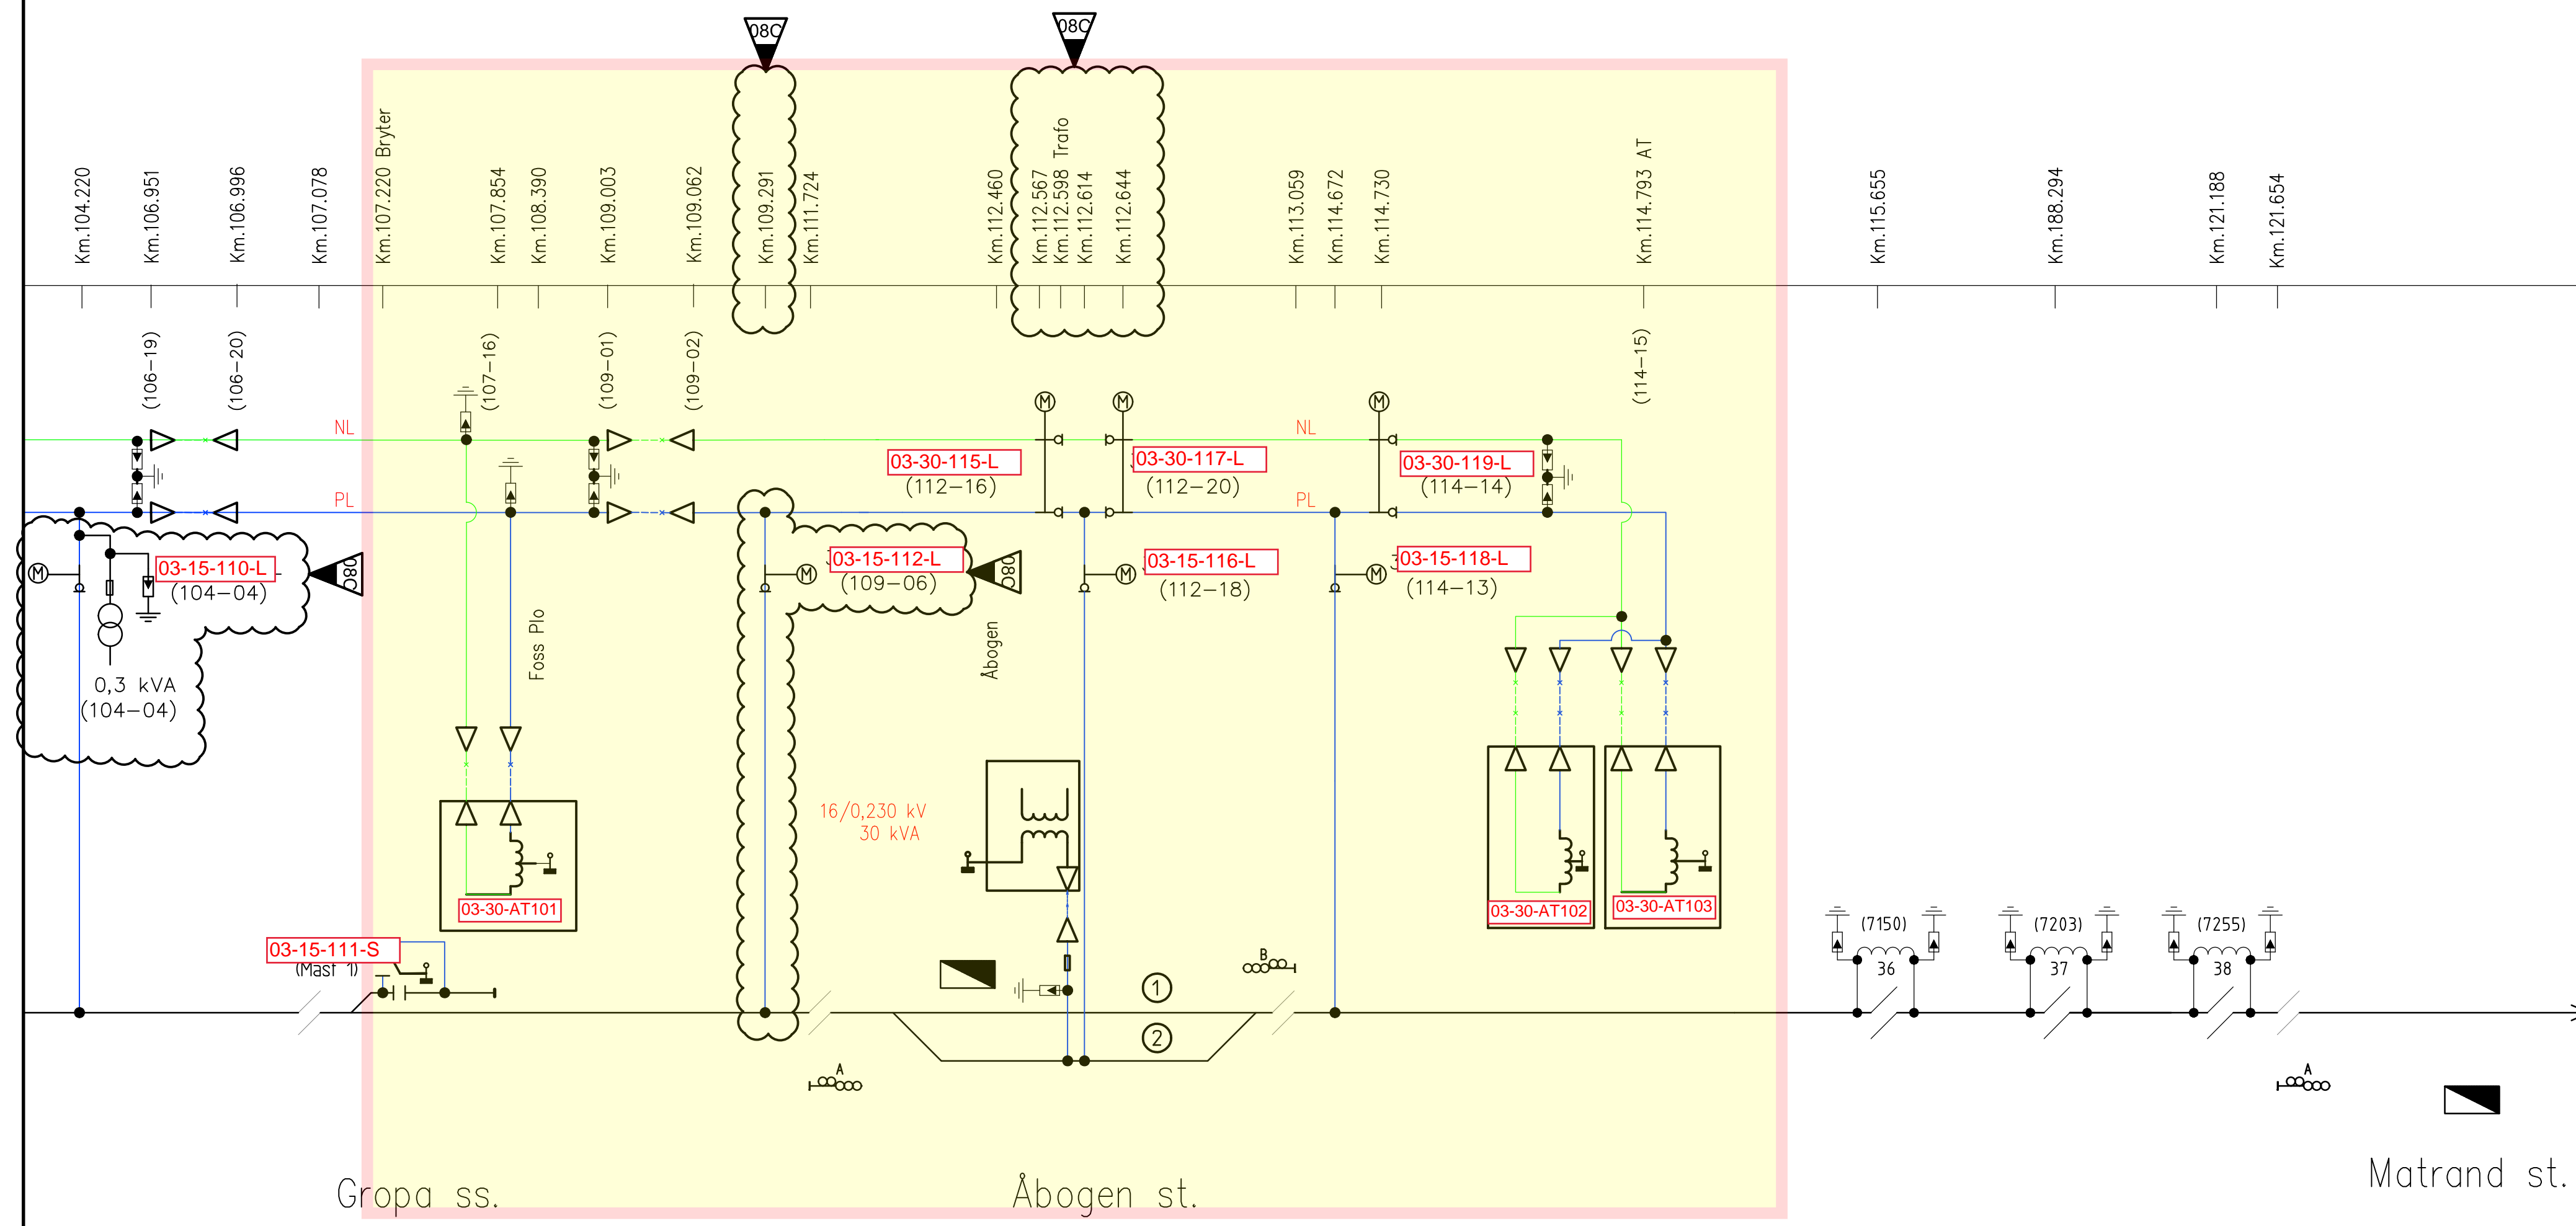 08C
08C
Km.104.220
Km.106.951
Km.106.996
Km.107.078
Km.107.220 Bryter
Km.107.854
Km.108.390
Km.109.003
Km.109.062
Km.109.291
Km.111.724
Km.112.460
Km.112.567
Km.112.598 Trafo
Km.112.614
Km.112.644
Km.113.059
Km.114.672
Km.114.730
Km.114.793 AT
Km.115.655
Km.188.294
Km.121.188
Km.121.654
(106-19)
(106-20)
(107-16)
(109-01)
(109-02)
(114-15)
M
M
M
NL
NL
03-30-115-L
(112-16)
03-30-117-L
(112-20)
03-30-119-L
(114-14)
PL
PL
M
03-15-110-L
(104-04)
08C
0,3 kVA
(104-04)
M
03-15-112-L
(109-06)
08C
M
03-15-116-L
(112-18)
M
03-15-118-L
(114-13)
Foss Plo
Åbogen
16/0,230 kV
30 kVA
03-30-AT101
03-30-AT102
03-30-AT103
03-15-111-S
(Mast 1)
B
1
2
A
(7150)
36
(7203)
37
(7255)
38
A
Gropa ss.
Åbogen st.
Matrand st.